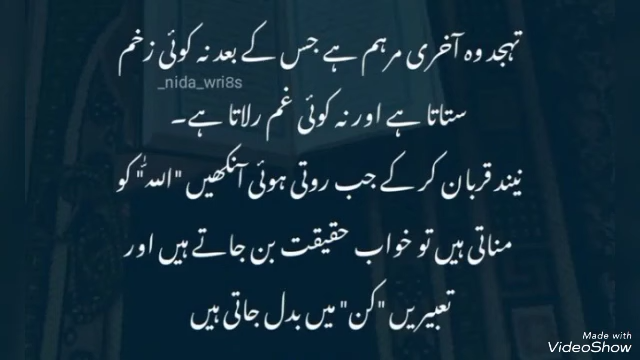 تہجد وہ آخری مرہم ہے جس کے بعد نہ کوئی زخم
_nida_wri8s
ستاتا ہے اور نہ کوئی غم رلاتا ہے۔
نیند قربان کر کے جب روتی ہوئی آنکھیں "اللہ" کو
مناتی ہیں تو خواب حقیقت بن جاتے ہیں اور
تعبیریں "کن" میں بدل جاتی ہیں
Made with
VideoShow